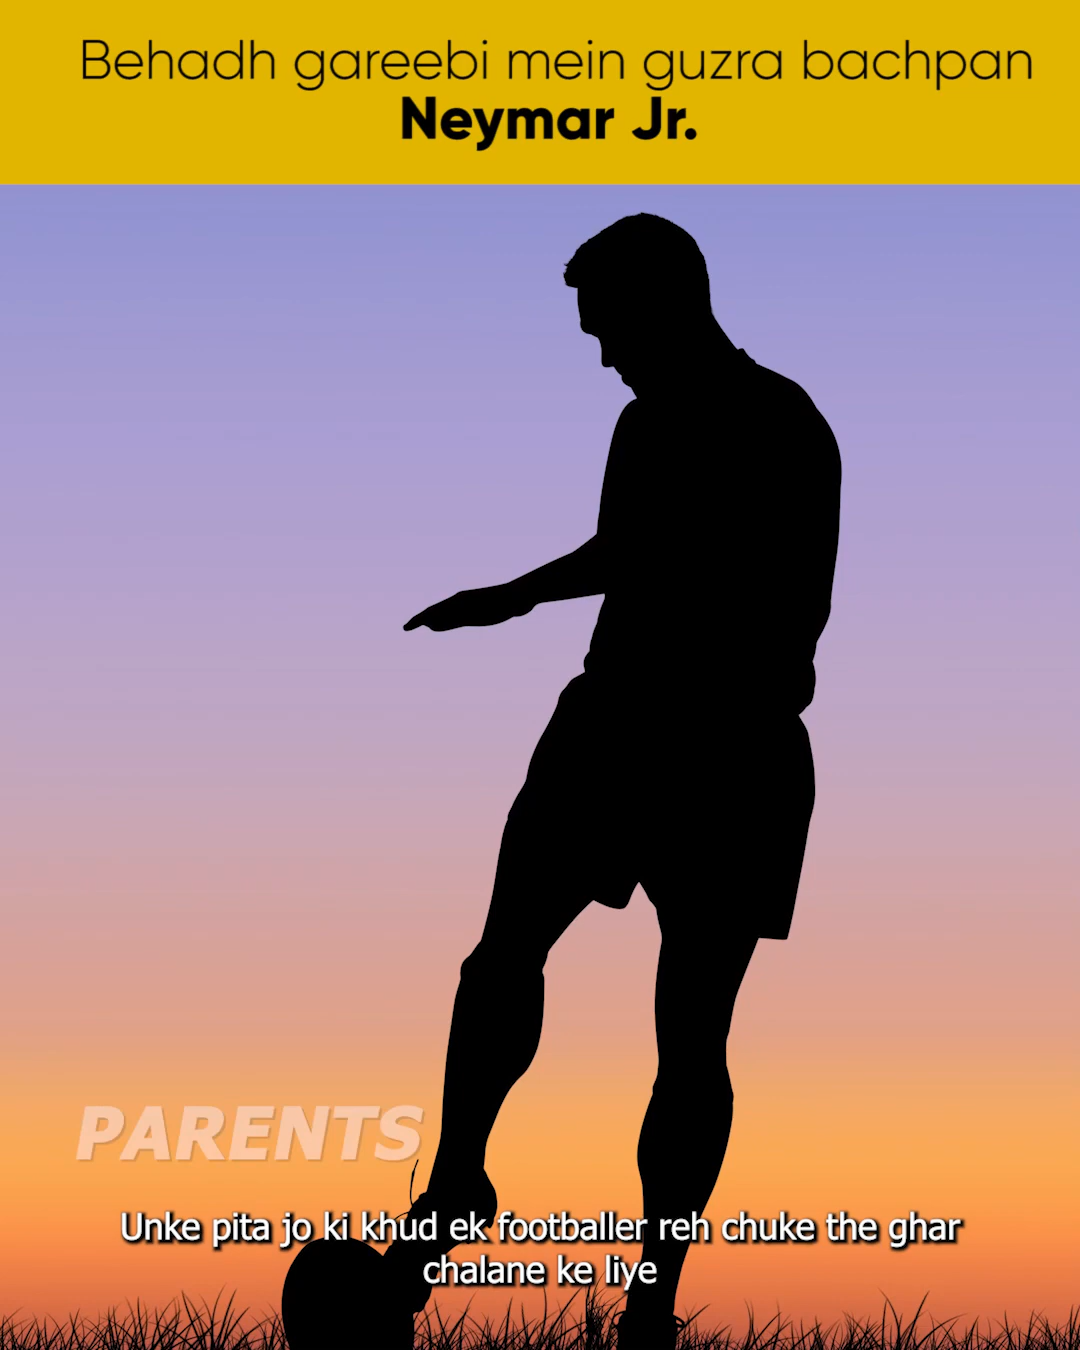 Behadh gareebi mein guzra bachpan
Neymar Jr.
PARENTS
Unke pita jo ki khud ek footballer reh chuke the ghar
chalane ke liye